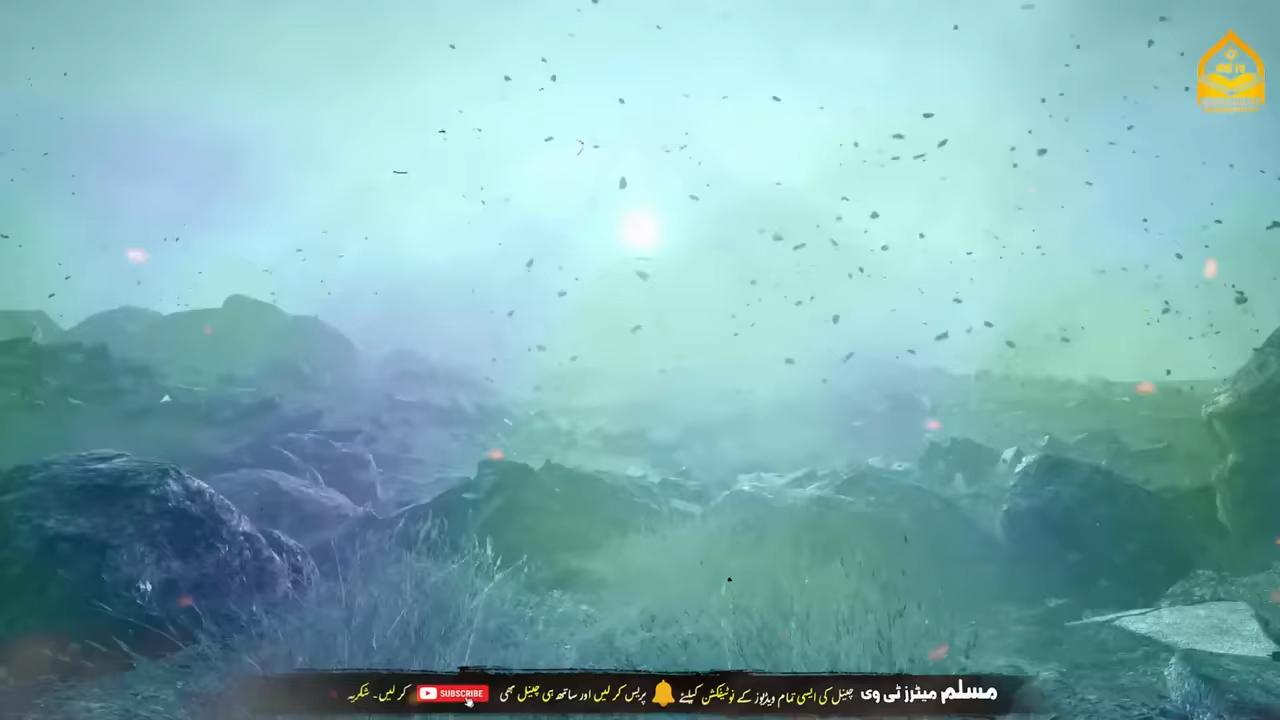 مسلم میٹرز ٹی وی چینل کی ایسی تمام ویڈیوز کے نوٹیفکشن کیلئے پریس کر لیں اور ساتھ ہی چینل بھی SUBSCRIBE کر لیں۔ شکریہ